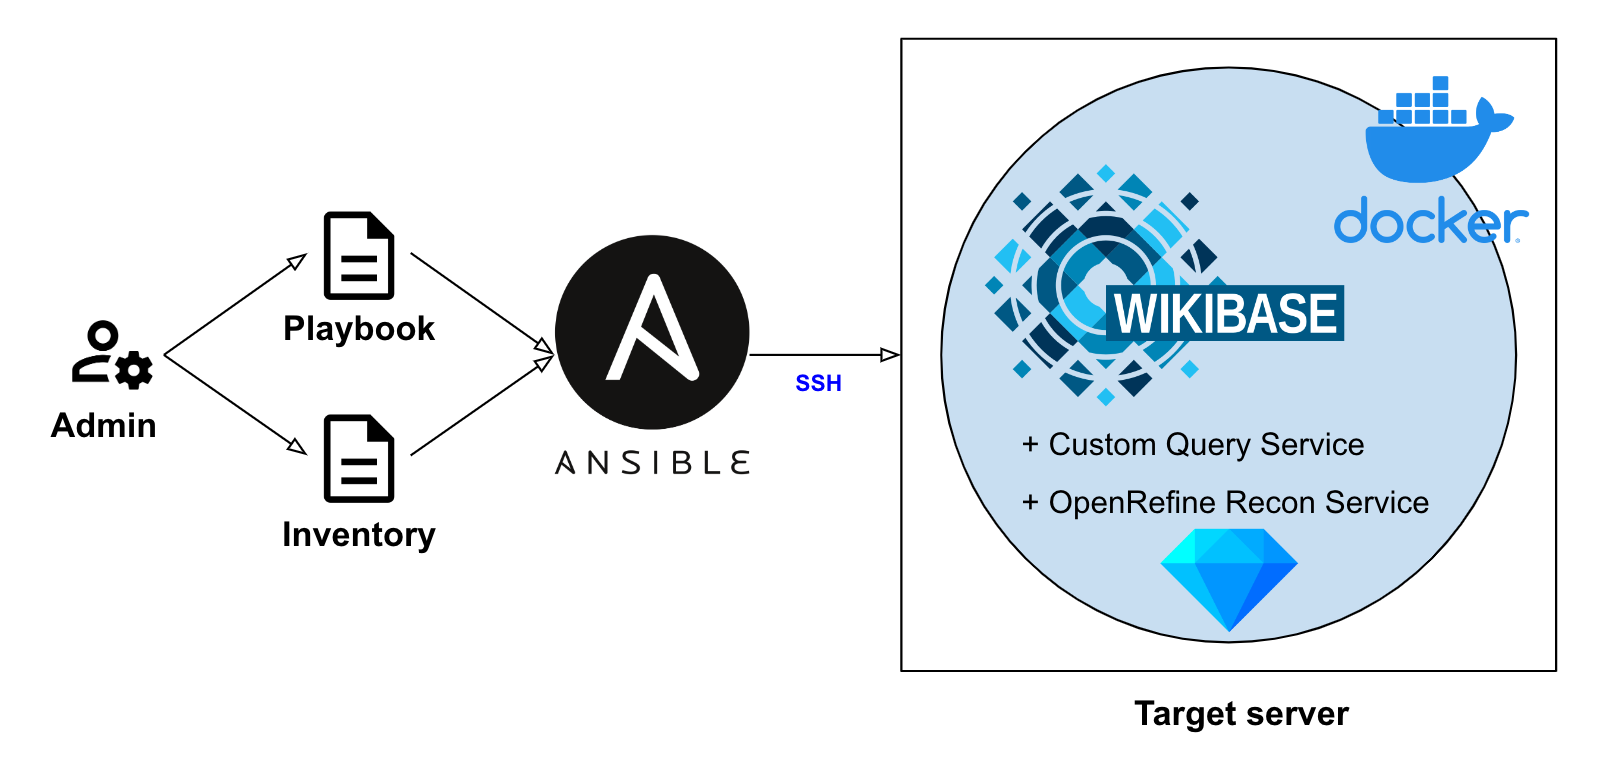 Admin
Playbook
Inventory
ANSIBLE
SSH
docker
WIKIBASE
+ Custom Query Service
+ OpenRefine Recon Service
Target server